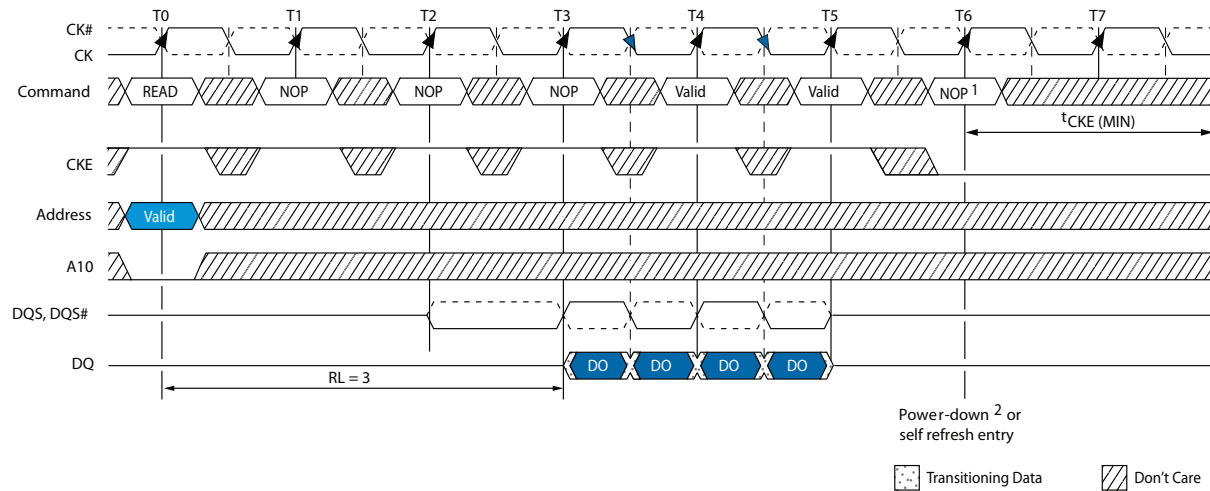 T0 T1 T2 T3 T4 T5 T6 T7
CK#
CK
Command READ NOP NOP NOP Valid Valid NOP 1
tCKE (MIN)
CKE
Address Valid
A10
DQS, DQS#
DQ DO DO DO DO
RL = 3
Power-down 2 or
self refresh entry
Transitioning Data Don't Care